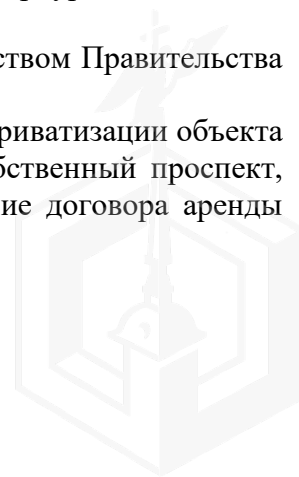 ством Правительства
риватизации объекта
бственный проспект,
ие договора аренды